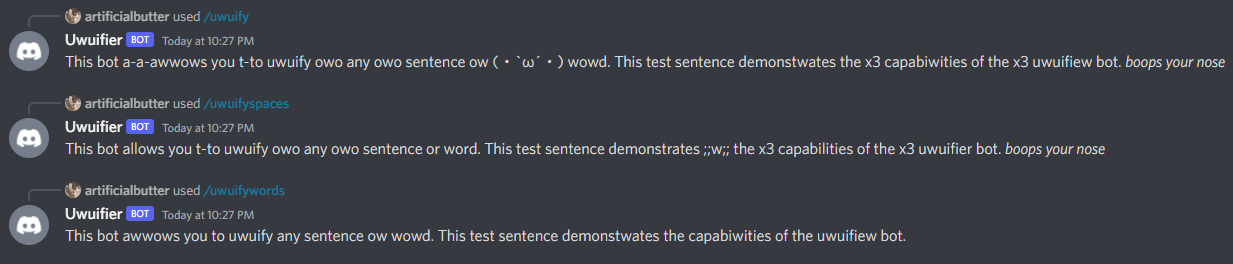 artificialbutter used /uwuify
Uwuifier BOT Today at 10:27 PM
This bot a-a-awwows you t-to uwuify owo any owo sentence ow (・`ω´・) wowd. This test sentence demonstwates the x3 capabiwities of the x3 uwuifiew bot. boops your nose
artificialbutter used /uwuifyspaces
Uwuifier BOT Today at 10:27 PM
This bot allows you t-to uwuify owo any owo sentence or word. This test sentence demonstrates ;;w;; the x3 capabilities of the x3 uwuifier bot. boops your nose
artificialbutter used /uwuifywords
Uwuifier BOT Today at 10:27 PM
This bot awwows you to uwuify any sentence ow wowd. This test sentence demonstwates the capabiwities of the uwuifiew bot.